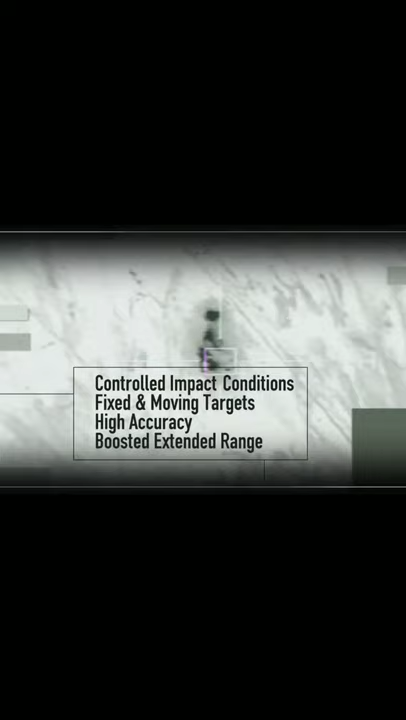 Controlled Impact Conditions
Fixed & Moving Targets
High Accuracy
Boosted Extended Range